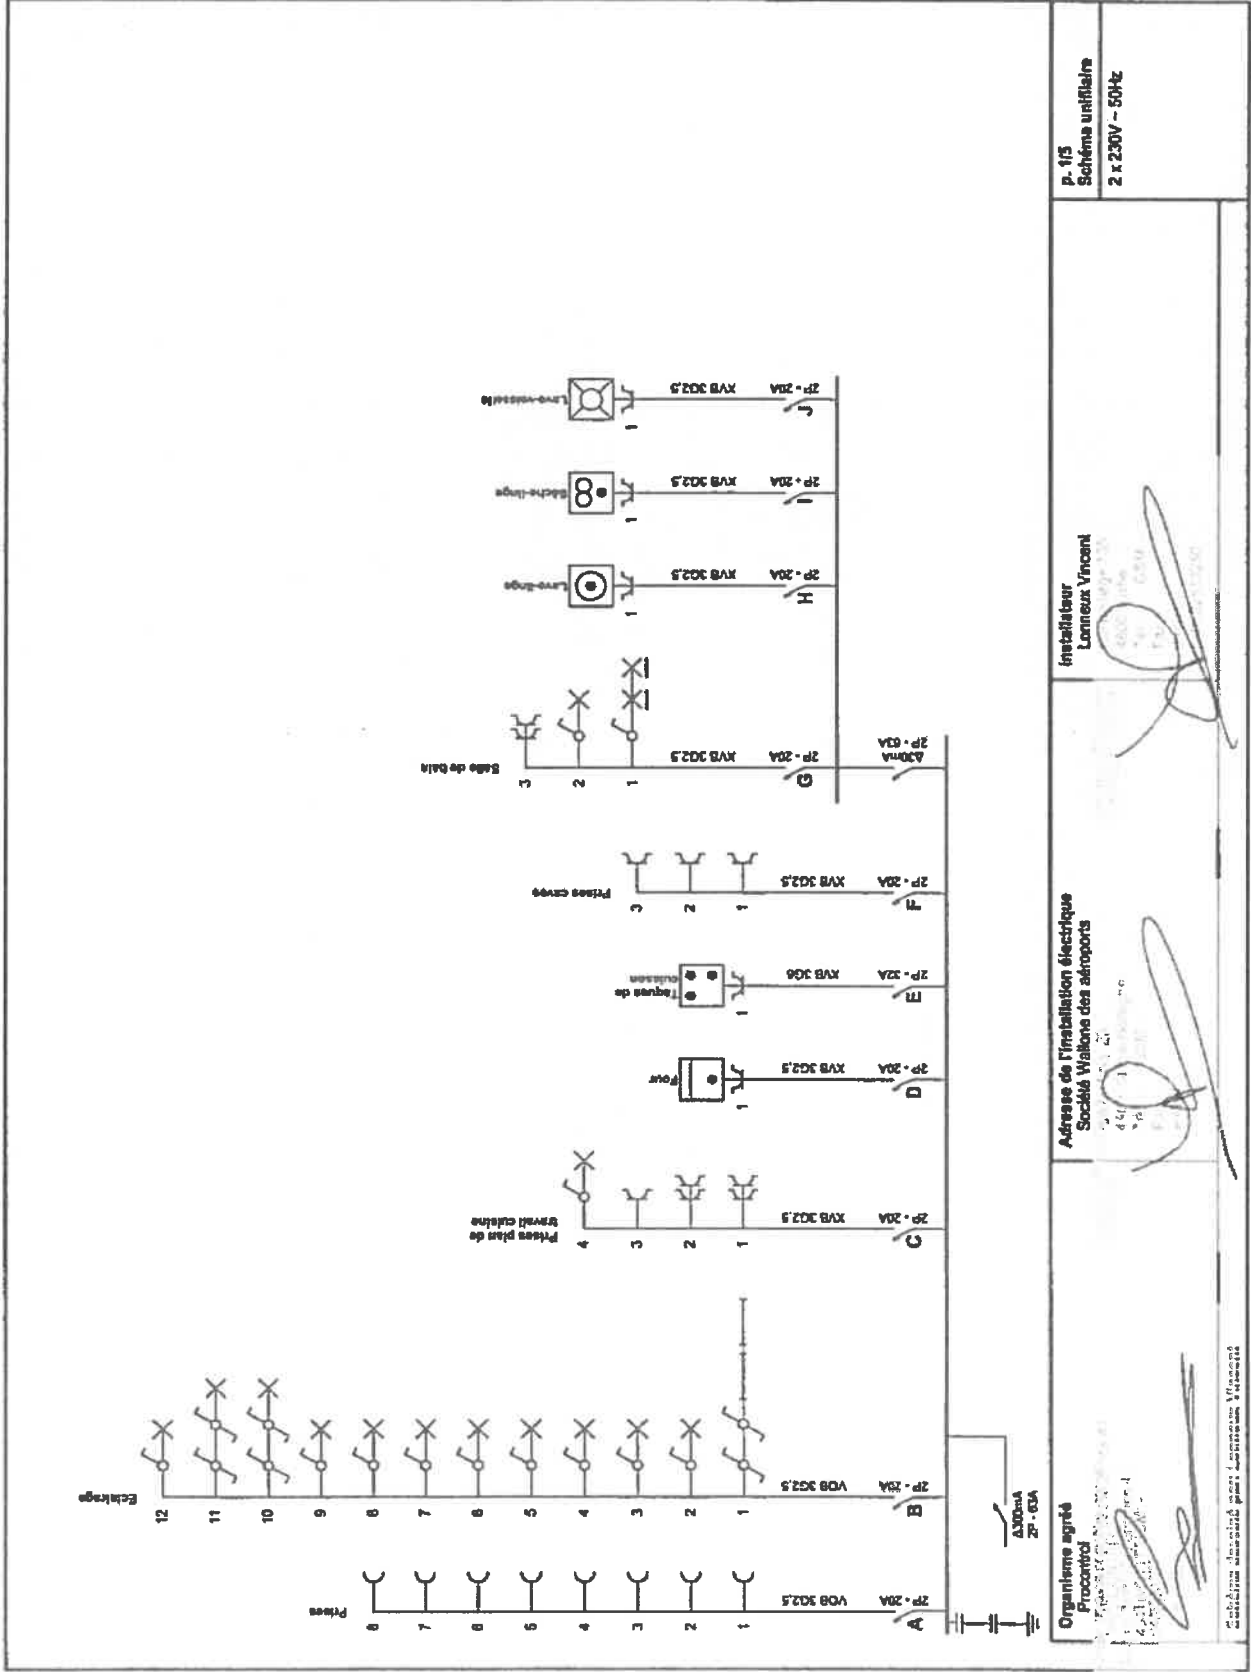 Prises
8
7
6
5
4
3
2
1
VOB 3G2,5
2P - 20A
A
Eclairage
12
11
10
9
8
7
6
5
4
3
2
1
VOB 3G2,5
2P - 20A
B
Δ300mA
2P - 63A
Prises plan de
travail cuisine
4
3
2
1
XVB 3G2,5
2P - 20A
C
Four
1
XVB 3G2,5
2P - 20A
D
Taques de
cuisson
1
XVB 3G6
2P - 32A
E
Prises caves
3
2
1
XVB 3G2,5
2P - 20A
F
Salle de bain
3
2
1
XVB 3G2,5
2P - 20A
G
Δ30mA
2P - 63A
Lave-linge
1
XVB 3G2,5
2P - 20A
H
Sèche-linge
1
XVB 3G2,5
2P - 20A
I
Lave-vaisselle
1
XVB 3G2,5
2P - 20A
J
Organisme agréé
Procontrol
Adresse de l'installation électrique
Société Wallone des aéroports
Installateur
Lonneux Vincent
p. 1/5
Schéma unifilaire
2 x 230V ~ 50Hz